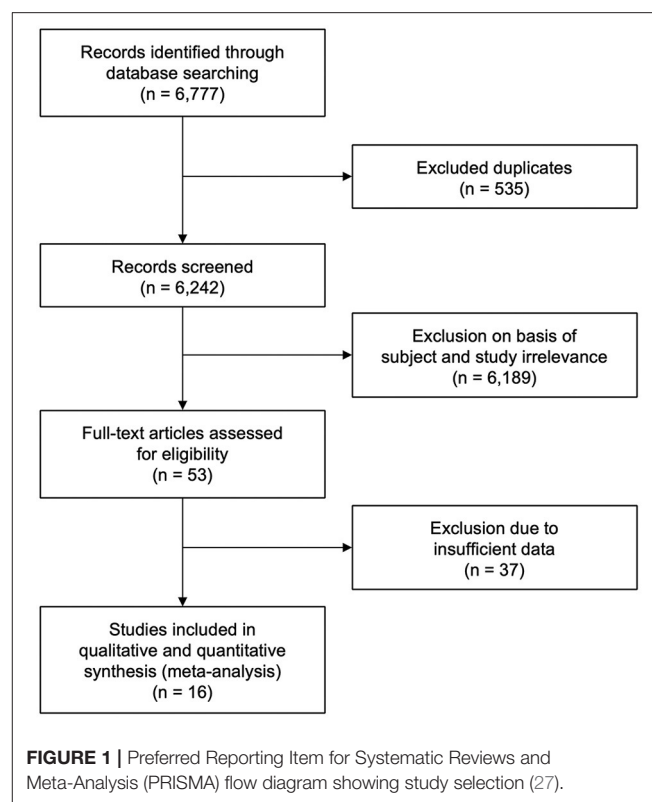 Records identified through
database searching
(n = 6,777)
Excluded duplicates
(n = 535)
Records screened
(n = 6,242)
Exclusion on basis of
subject and study irrelevance
(n = 6,189)
Full-text articles assessed
for eligibility
(n = 53)
Exclusion due to
insufficient data
(n = 37)
Studies included in
qualitative and quantitative
synthesis (meta-analysis)
(n = 16)
FIGURE 1 | Preferred Reporting Item for Systematic Reviews and
Meta-Analysis (PRISMA) flow diagram showing study selection (27).